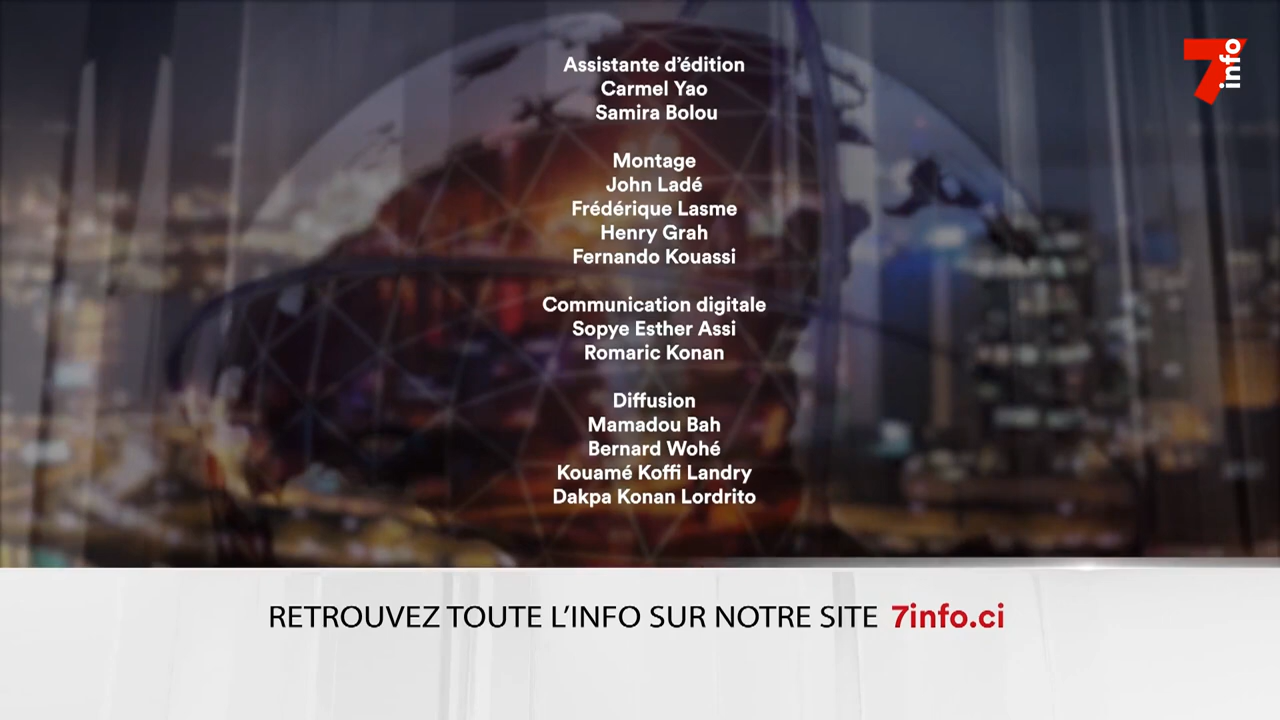 7info
Assistante d’édition
Carmel Yao
Samira Bolou
Montage
John Ladé
Frédérique Lasme
Henry Grah
Fernando Kouassi
Communication digitale
Sopye Esther Assi
Romaric Konan
Diffusion
Mamadou Bah
Bernard Wohé
Kouamé Koffi Landry
Dakpa Konan Lordrito
RETROUVEZ TOUTE L’INFO SUR NOTRE SITE 7info.ci